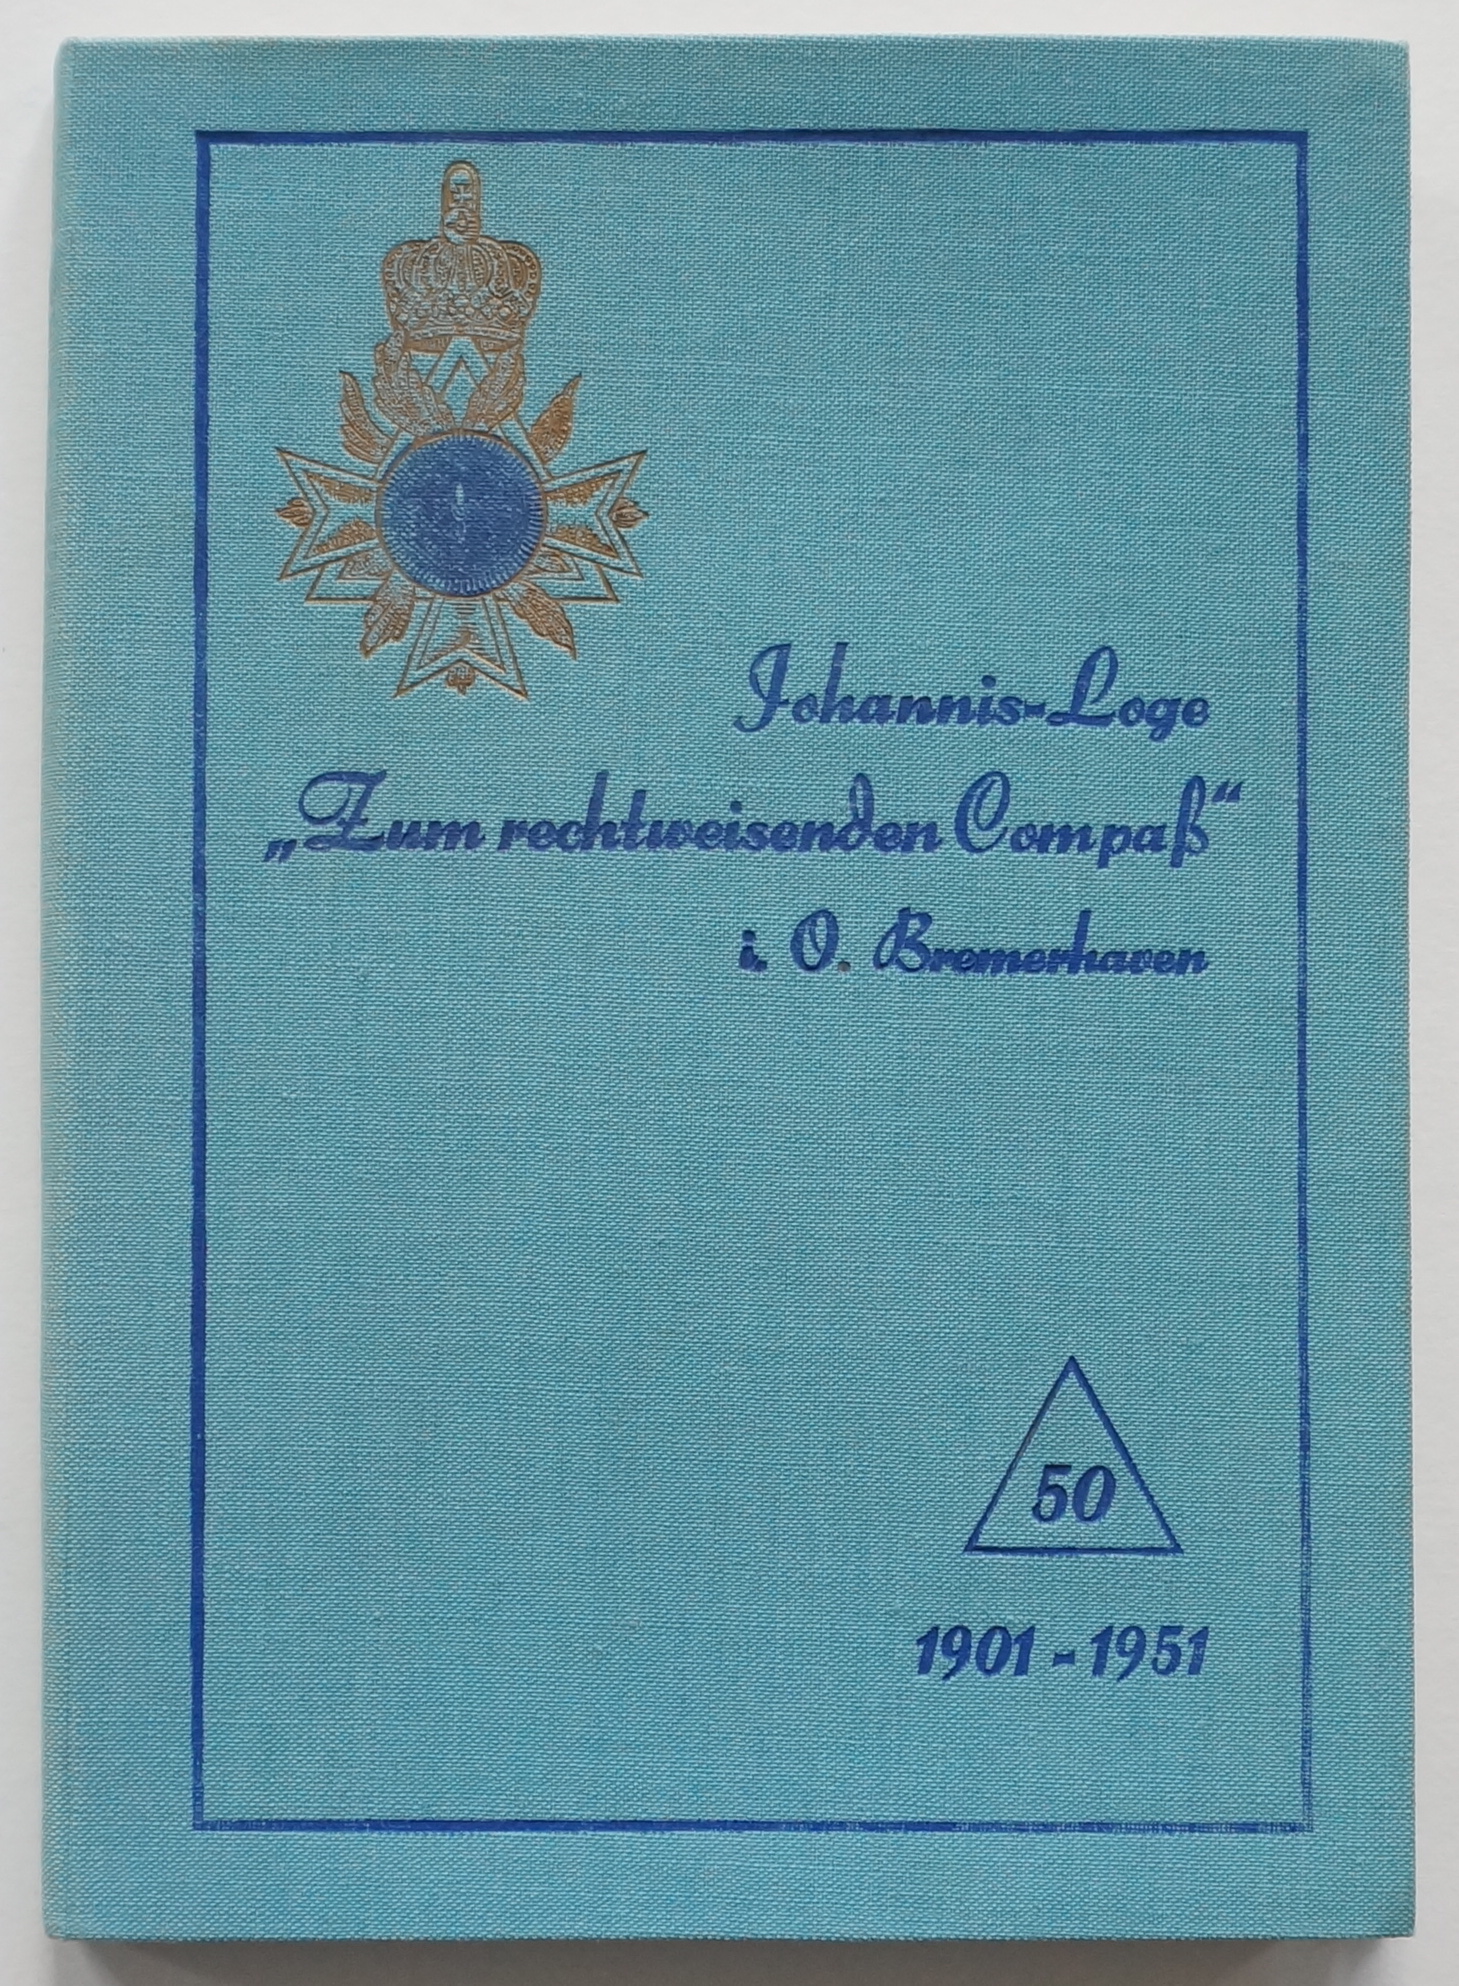 Johannis-Loge
„Zum rechtweisenden Compaß“
i. O. Bremerhaven
50
1901-1951